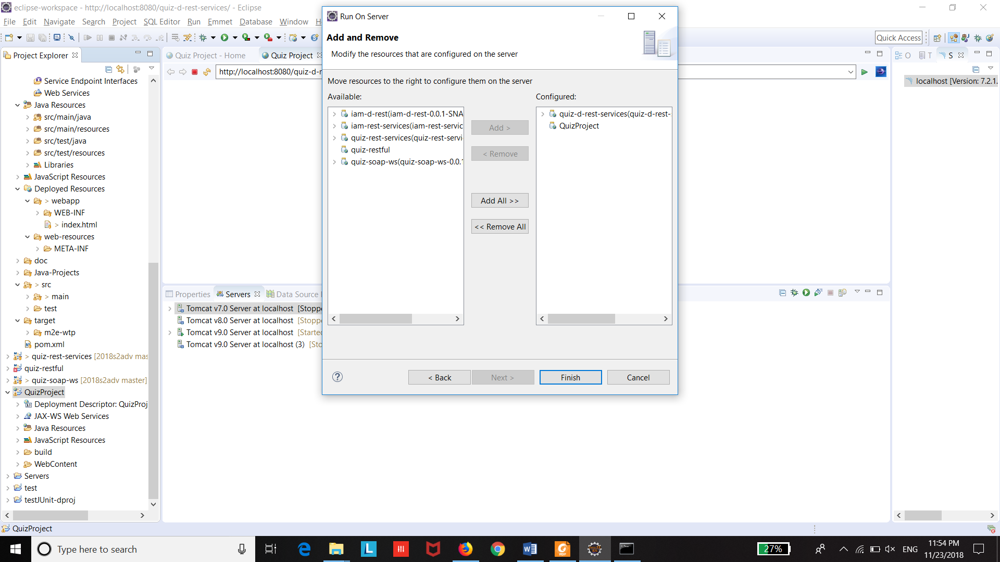 eclipse-workspace - http://localhost:8080/quiz-d-rest-services/ - Eclipse
File Edit Navigate Search Project SQL Editor Run Emmet Database Window H
Quick Access
Project Explorer
Service Endpoint Interfaces
Web Services
Java Resources
src/main/java
src/main/resources
src/test/java
src/test/resources
Libraries
JavaScript Resources
Deployed Resources
> webapp
WEB-INF
> index.html
web-resources
META-INF
doc
Java-Projects
> src
> main
test
target
m2e-wtp
pom.xml
> quiz-rest-services [2018s2adv mas
quiz-restful
> quiz-soap-ws [2018s2adv master]
QuizProject
Deployment Descriptor: QuizProj
JAX-WS Web Services
Java Resources
JavaScript Resources
build
WebContent
Servers
test
testJUnit-dproj
QuizProject
Quiz Project - Home
Quiz Project
http://localhost:8080/quiz-d-r
Properties
Servers
Data Source
Tomcat v7.0 Server at localhost [Stoppe
Tomcat v8.0 Server at localhost [Stoppe
Tomcat v9.0 Server at localhost [Started
Tomcat v9.0 Server at localhost (3) [Sto
Run On Server
Add and Remove
Modify the resources that are configured on the server
Move resources to the right to configure them on the server
Available:
iam-d-rest(iam-d-rest-0.0.1-SNA
iam-rest-services(iam-rest-servic
quiz-rest-services(quiz-rest-servi
quiz-restful
quiz-soap-ws(quiz-soap-ws-0.0.1
Add >
< Remove
Add All >>
<< Remove All
Configured:
quiz-d-rest-services(quiz-d-rest-
QuizProject
?
< Back
Next >
Finish
Cancel
O
T
S
localhost [Version: 7.2.1.
Type here to search
27%
ENG
11:54 PM
11/23/2018